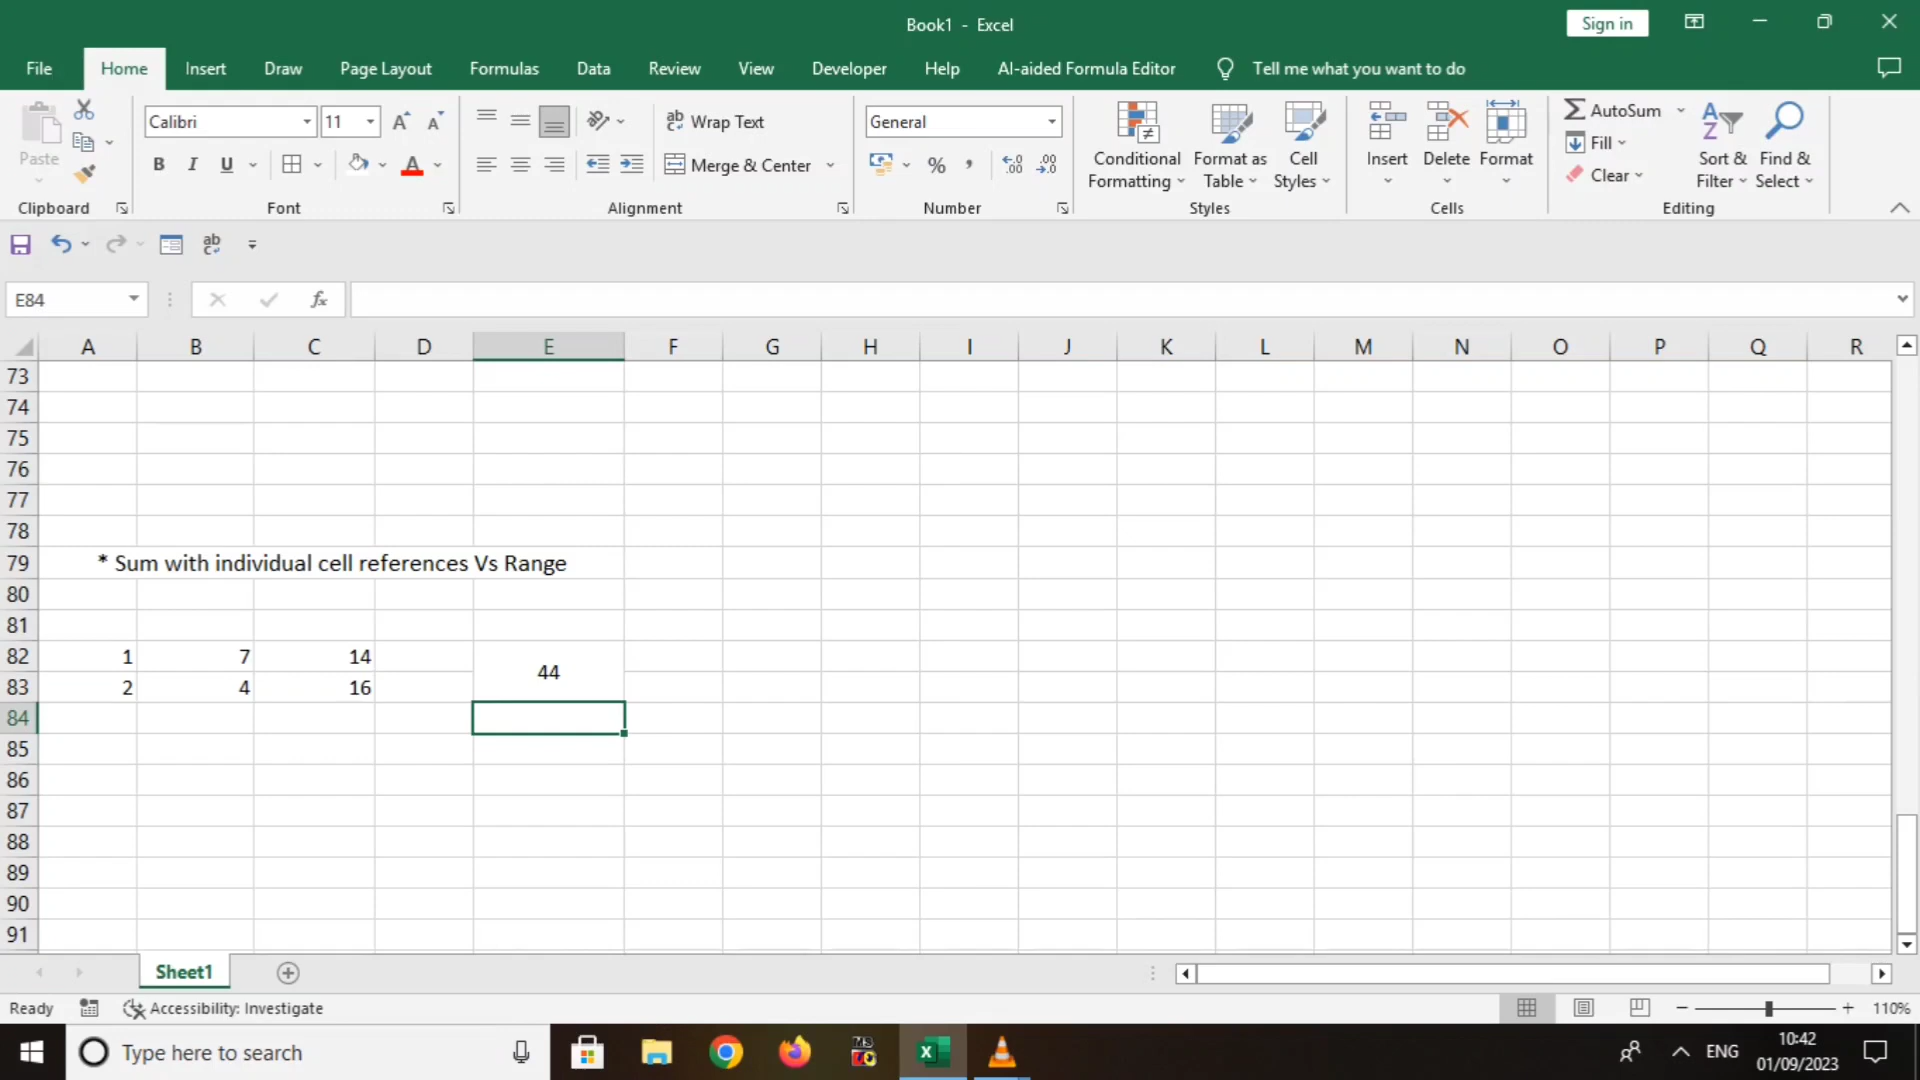 Book1 - Excel
Sign in
File Home Insert Draw Page Layout Formulas Data Review View Developer Help AI-aided Formula Editor Tell me what you want to do
Paste
Clipboard
Calibri 11
B I U
A
Font
ab Wrap Text
Merge & Center
Alignment
General
%
Number
Conditional Formatting
Format as Table
Cell Styles
Styles
Insert Delete Format
Cells
AutoSum
Fill
Clear
Sort & Filter
Find & Select
Editing
E84
fx
A B C D E F G H I J K L M N O P Q R
73
74
75
76
77
78
79 * Sum with individual cell references Vs Range
80
81
82 1 7 14
44
83 2 4 16
84
85
86
87
88
89
90
91
Sheet1
Ready Accessibility: Investigate 110%
Type here to search
ENG
10:42
01/09/2023